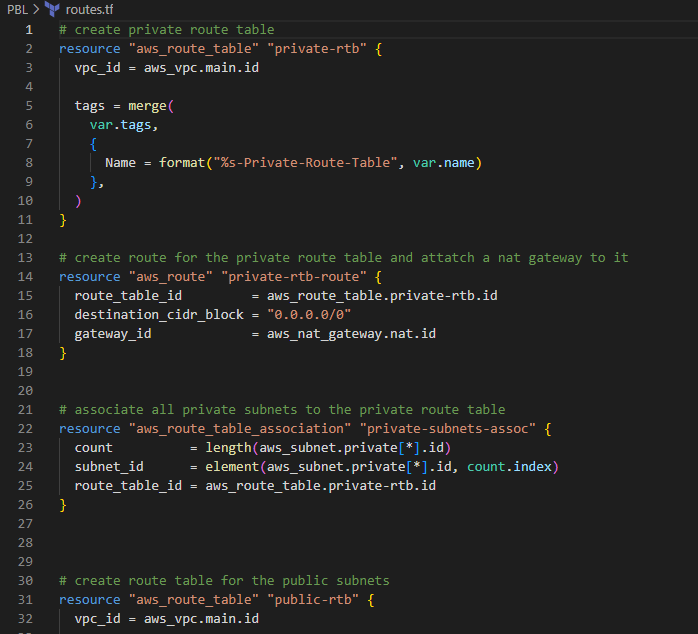 PBL > routes.tf
1 # create private route table
2 resource "aws_route_table" "private-rtb" {
3   vpc_id = aws_vpc.main.id
4
5   tags = merge(
6     var.tags,
7     {
8       Name = format("%s-Private-Route-Table", var.name)
9     },
10   )
11 }
12
13 # create route for the private route table and attatch a nat gateway to it
14 resource "aws_route" "private-rtb-route" {
15   route_table_id         = aws_route_table.private-rtb.id
16   destination_cidr_block = "0.0.0.0/0"
17   gateway_id             = aws_nat_gateway.nat.id
18 }
19
20
21 # associate all private subnets to the private route table
22 resource "aws_route_table_association" "private-subnets-assoc" {
23   count          = length(aws_subnet.private[*].id)
24   subnet_id      = element(aws_subnet.private[*].id, count.index)
25   route_table_id = aws_route_table.private-rtb.id
26 }
27
28
29
30 # create route table for the public subnets
31 resource "aws_route_table" "public-rtb" {
32   vpc_id = aws_vpc.main.id